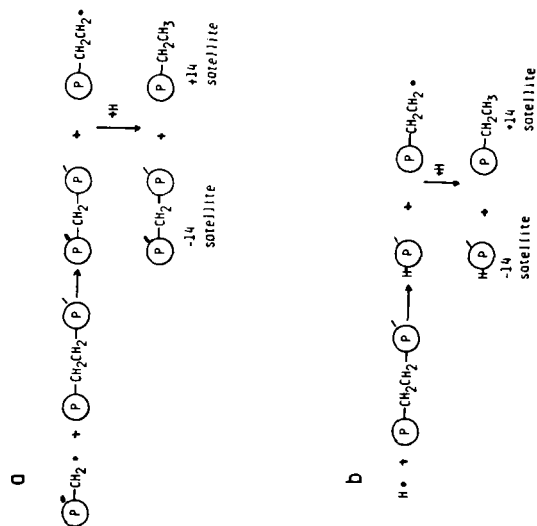 a
P•—CH₂• + P—CH₂CH₂—P′ → P•—CH₂—P′ + P—CH₂CH₂•
+H
P•—CH₂—P′ + P—CH₂CH₃
-14 +14
satellite satellite
b
H• + P—CH₂CH₂—P′ → H—P′ + P—CH₂CH₂•
+H
H—P′ + P—CH₂CH₃
-14 +14
satellite satellite